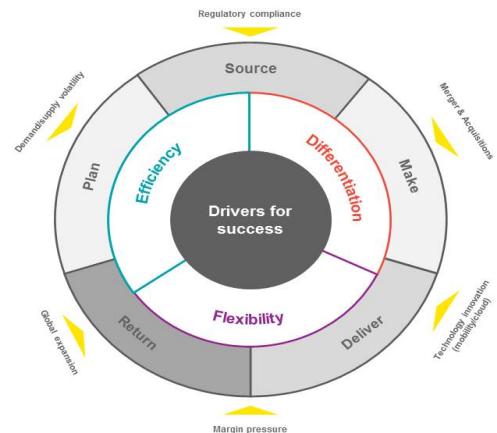 Regulatory compliance
Source
Demand/supply volatility
Merger & Acquisitions
Plan
Efficiency
Differentiation
Make
Drivers for
success
Flexibility
Return
Deliver
Global expansion
Technology innovation
(mobility/cloud)
Margin pressure